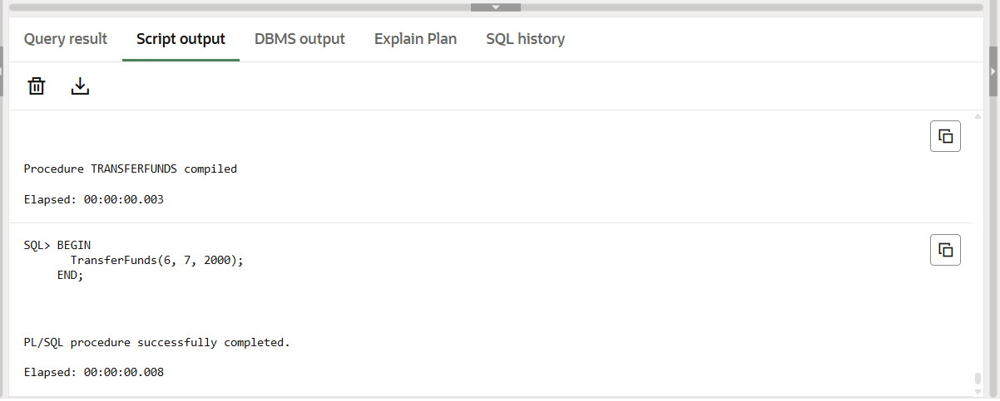 Query result Script output DBMS output Explain Plan SQL history
Procedure TRANSFERFUNDS compiled
Elapsed: 00:00:00.003
SQL> BEGIN
TransferFunds(6, 7, 2000);
END;
PL/SQL procedure successfully completed.
Elapsed: 00:00:00.008